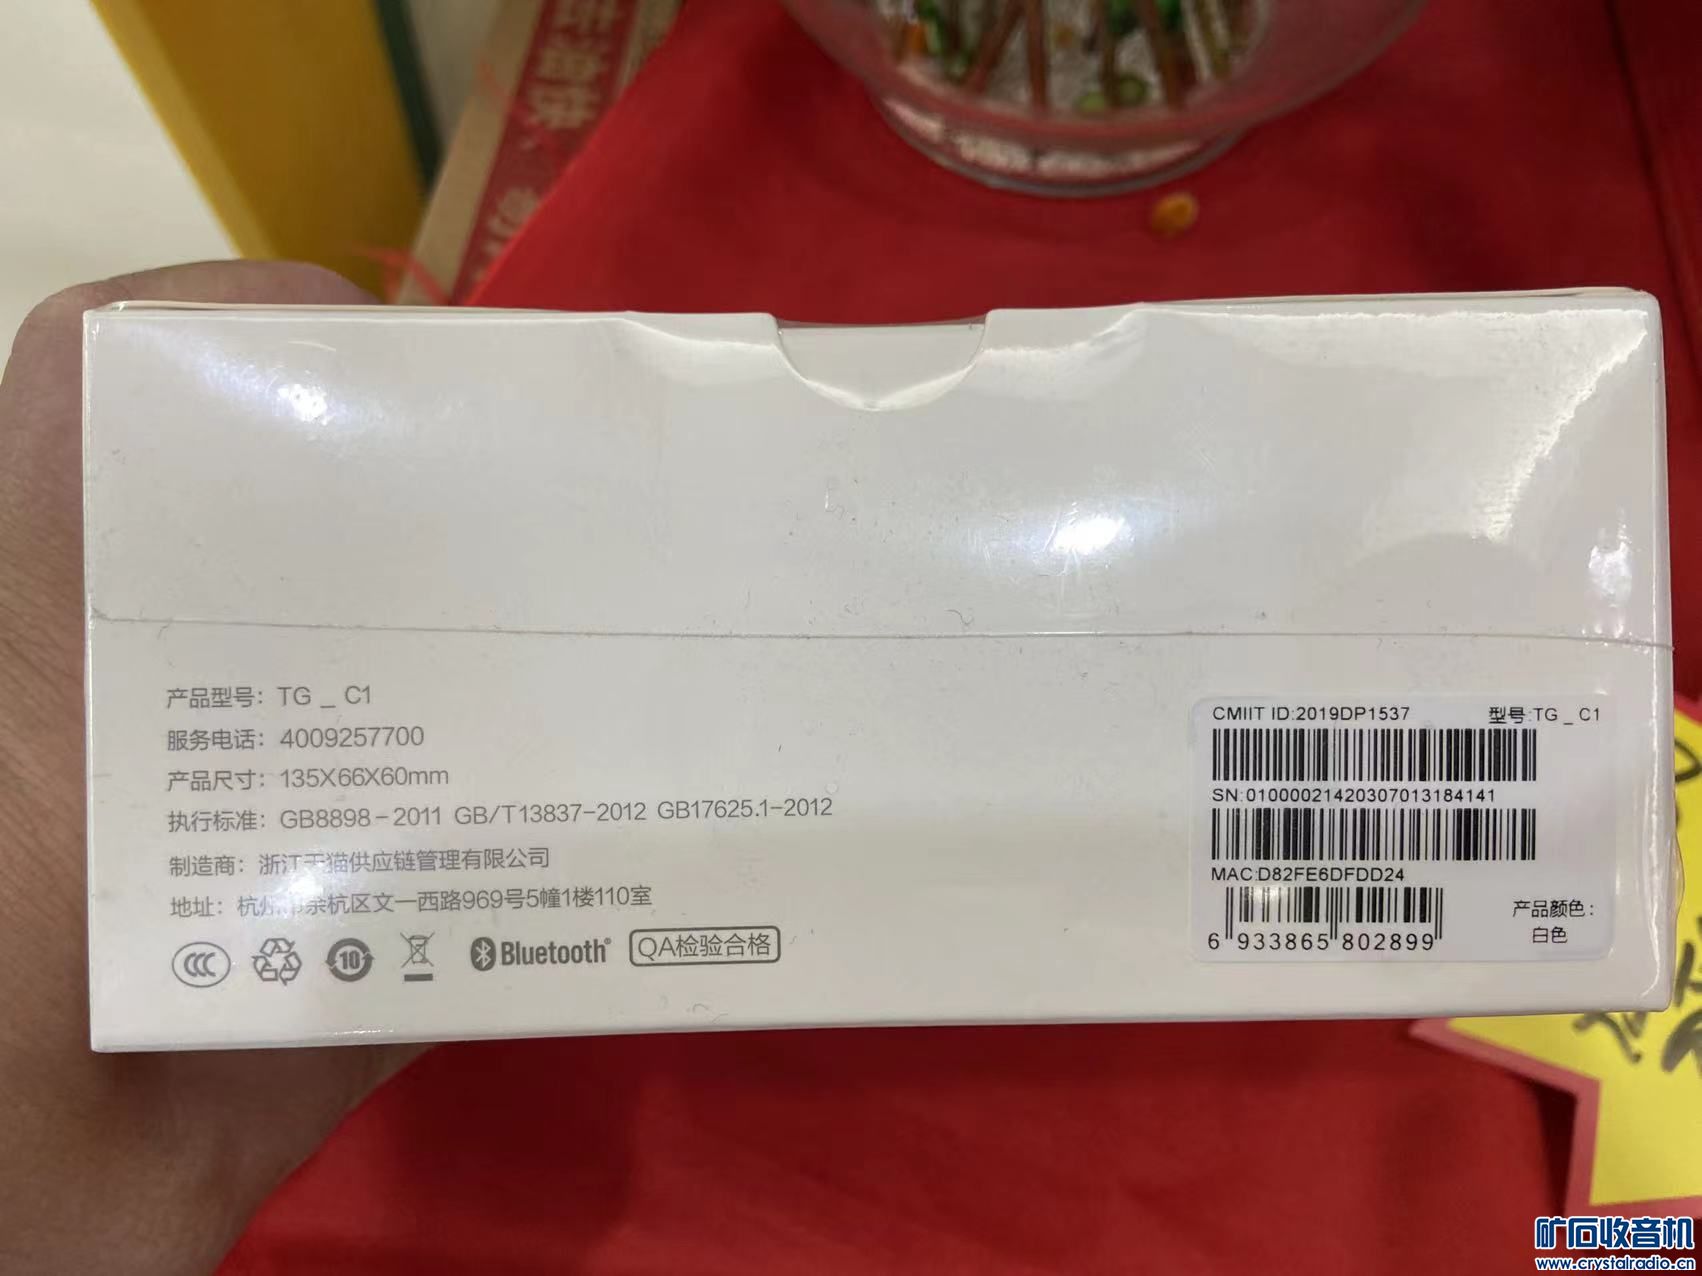 产品型号: TG _ C1
服务电话: 4009257700
产品尺寸: 135X66X60mm
执行标准: GB8898-2011 GB/T13837-2012 GB17625.1-2012
制造商: 浙江天猫供应链管理有限公司
地址: 杭州市余杭区文一西路969号5幢1楼110室
CCC
10
Bluetooth®
QA检验合格
CMIIT ID:2019DP1537 型号:TG _ C1
SN:01000021420307013184141
MAC:D82FE6DFDD24
6 933865 802899
产品颜色:
白色
矿石收音机
www.crystalradio.cn